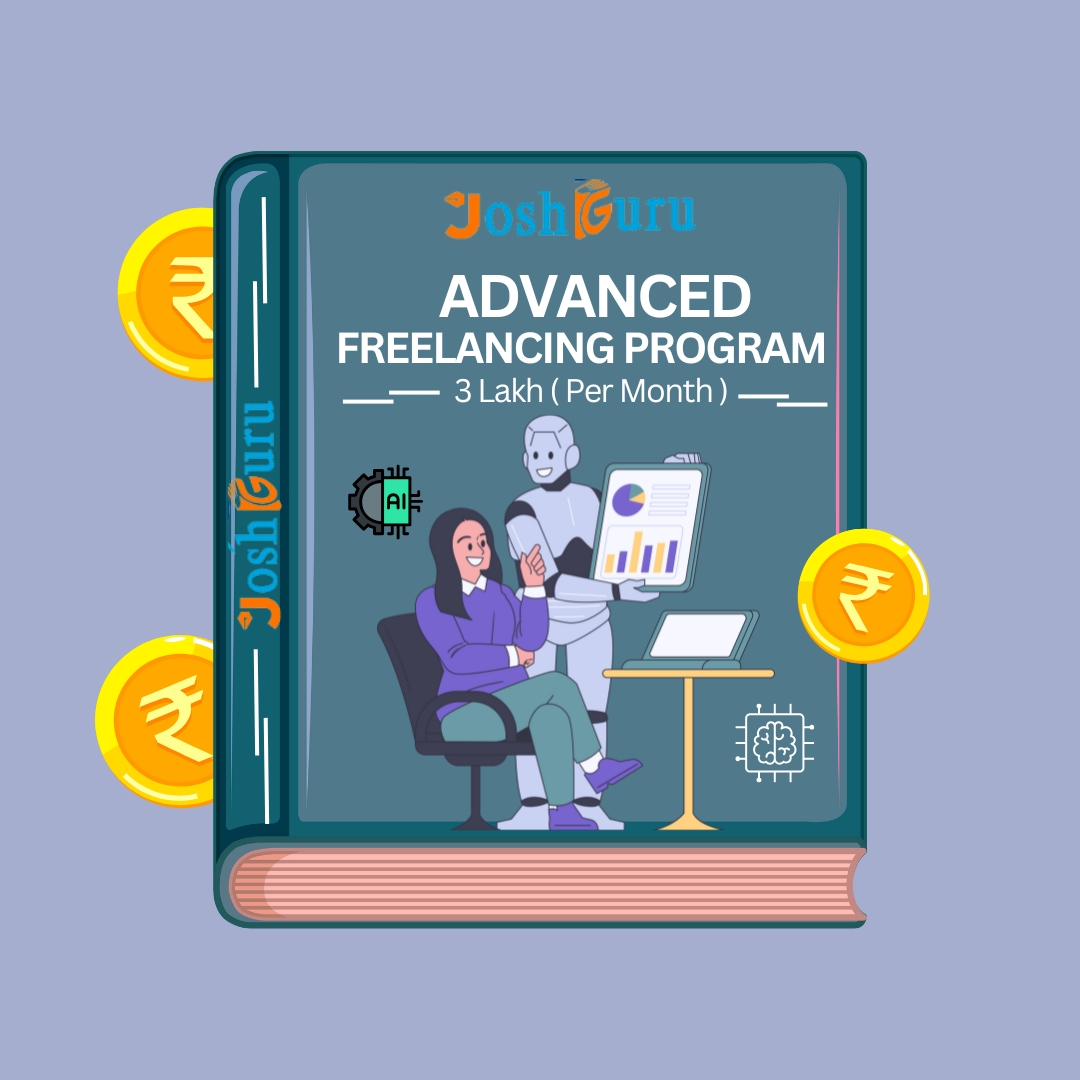 JoshGuru
ADVANCED
FREELANCING PROGRAM
3 Lakh ( Per Month )
AI
JoshGuru